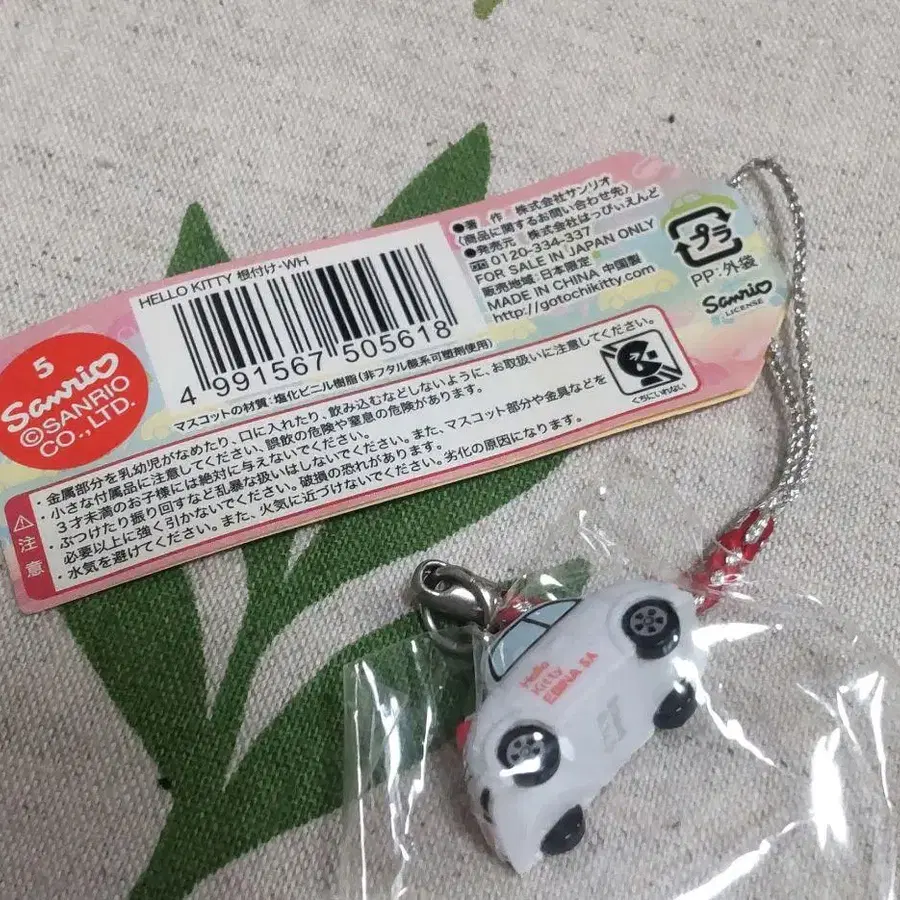 HELLO KITTY 根付け-WH
4 991567 505618
マスコットの材質:塩化ビニル樹脂(非フタル酸系可塑剤使用)
●著 作 株式会社サンリオ
(商品に関するお問い合わせ先)
●発売元 株式会社はっぴぃえんど
0120-334-337
FOR SALE IN JAPAN ONLY
販売地域:日本限定
MADE IN CHINA 中国製
http://gotochikitty.com
プラ
PP:外袋
Sanrio
LICENSE
5
Sanrio
©SANRIO
CO.,LTD.
注意
・金属部分を乳幼児がなめたり、口に入れたり、飲み込むなどしないように、お取扱いに注意してください。
・小さな付属品に注意してください、誤飲の危険や窒息の危険があります。
3才未満のお子様には絶対に与えないでください。
・ぶつけたり振り回すなど乱暴な扱いはしないでください。また、マスコット部分や金具などを
必要以上に強く引かないでください。破損の恐れがあります。
・水気を避けてください。また、火気に近づけないでください。劣化の原因になります。
くちにいれない
Hello
Kitty
EBINA SA